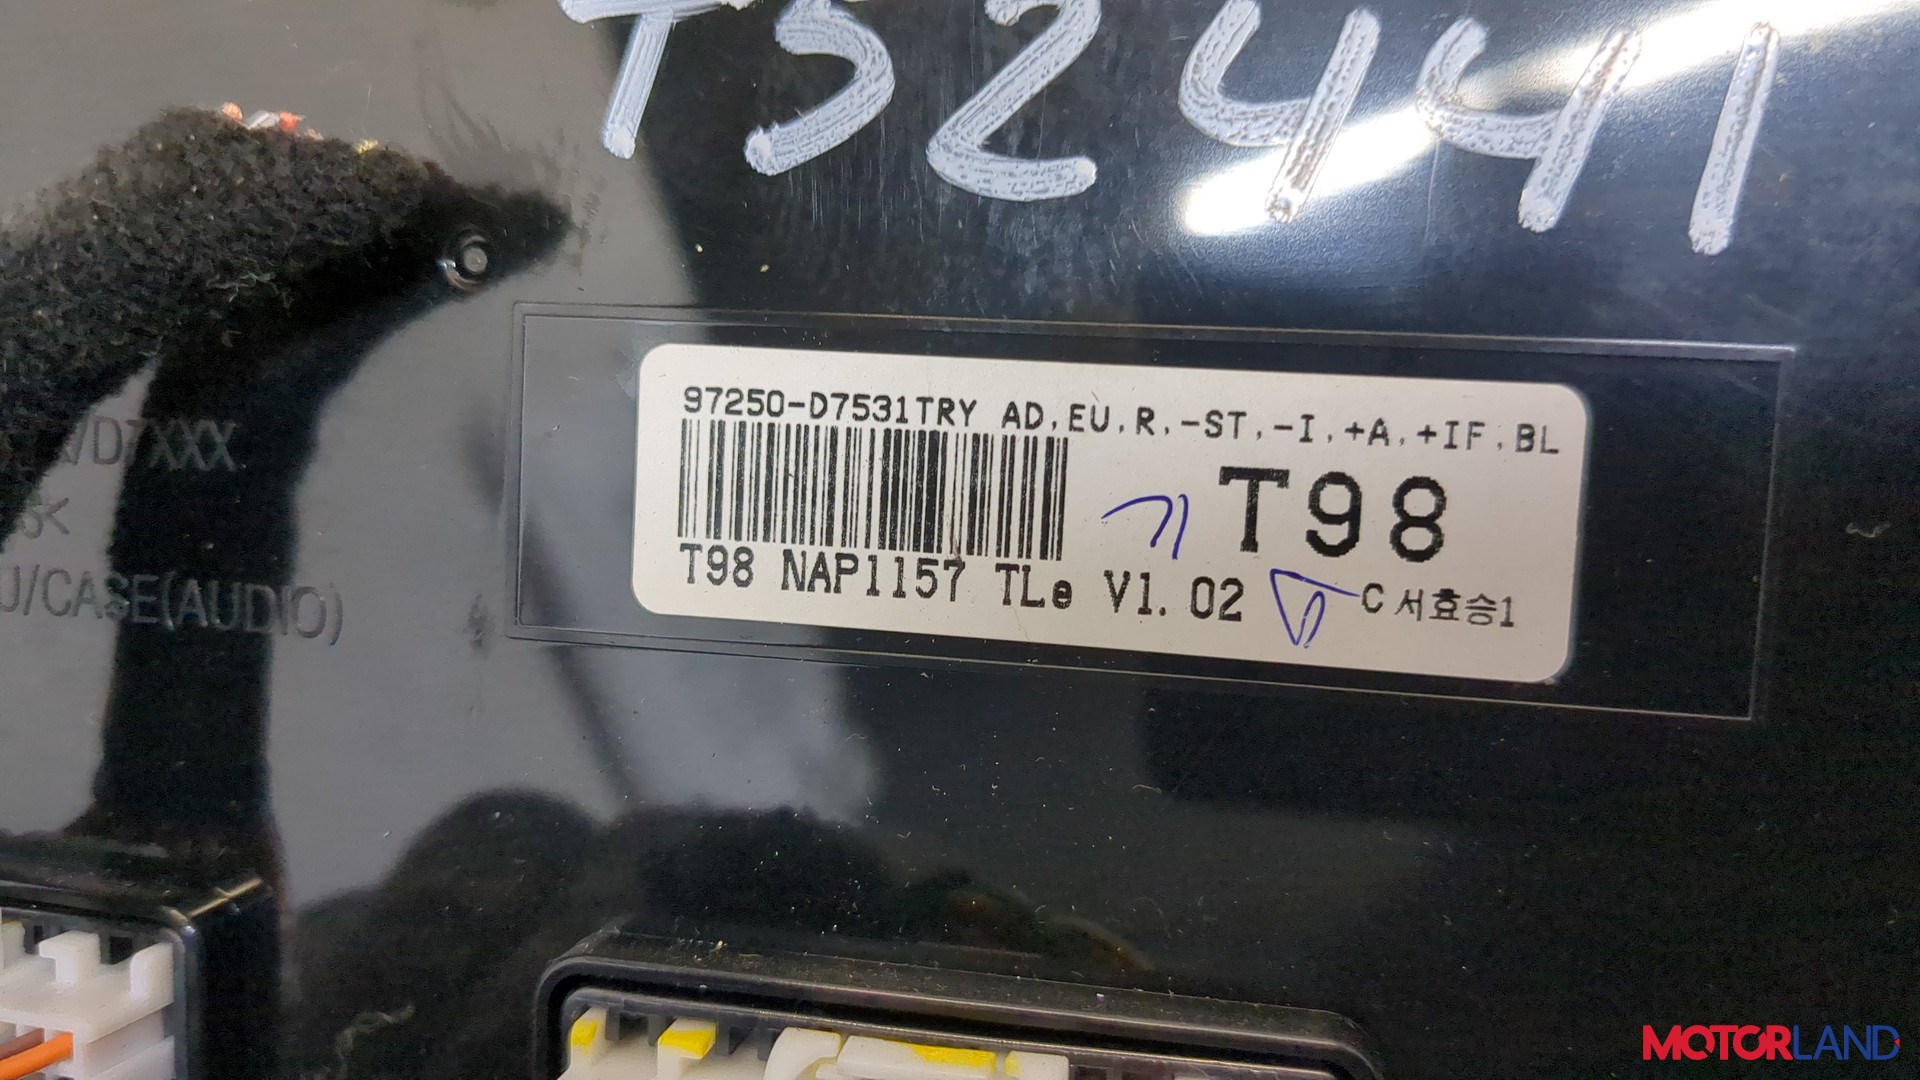 T52441
97250-D7531TRY AD,EU,R,-ST,-I,+A,+IF,BL
T98
T98 NAP1157 TLe V1.02
C 서효승1
/D7XXX
U/CASE(AUDIO)
MOTORLAND